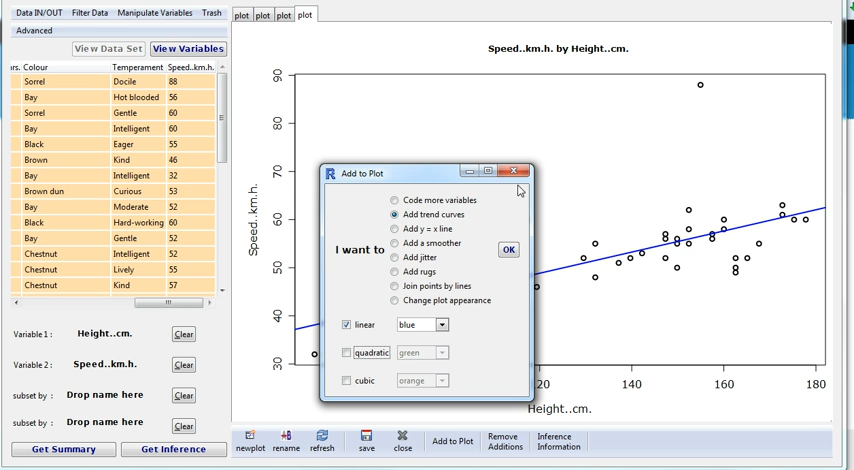 Data IN/OUT Filter Data Manipulate Variables Trash
Advanced
View Data Set View Variables
rs. Colour Temperament Speed..km.h.
Sorrel Docile 88
Bay Hot blooded 56
Sorrel Gentle 60
Bay Intelligent 60
Black Eager 55
Brown Kind 46
Bay Intelligent 32
Brown dun Curious 53
Bay Moderate 52
Black Hard-working 60
Bay Gentle 52
Chestnut Intelligent 52
Chestnut Lively 55
Chestnut Kind 57
Variable 1 : Height..cm. Clear
Variable 2 : Speed..km.h. Clear
subset by : Drop name here Clear
subset by : Drop name here Clear
Get Summary Get Inference
plot plot plot plot
Speed..km.h. by Height..cm.
Speed..km.h.
90
80
70
60
50
40
30
120 140 160 180
Height..cm.
R Add to Plot
I want to
Code more variables
Add trend curves
Add y = x line
Add a smoother
Add jitter
Add rugs
Join points by lines
Change plot appearance
OK
linear blue
quadratic green
cubic orange
newplot rename refresh save close Add to Plot Remove Additions Inference Information